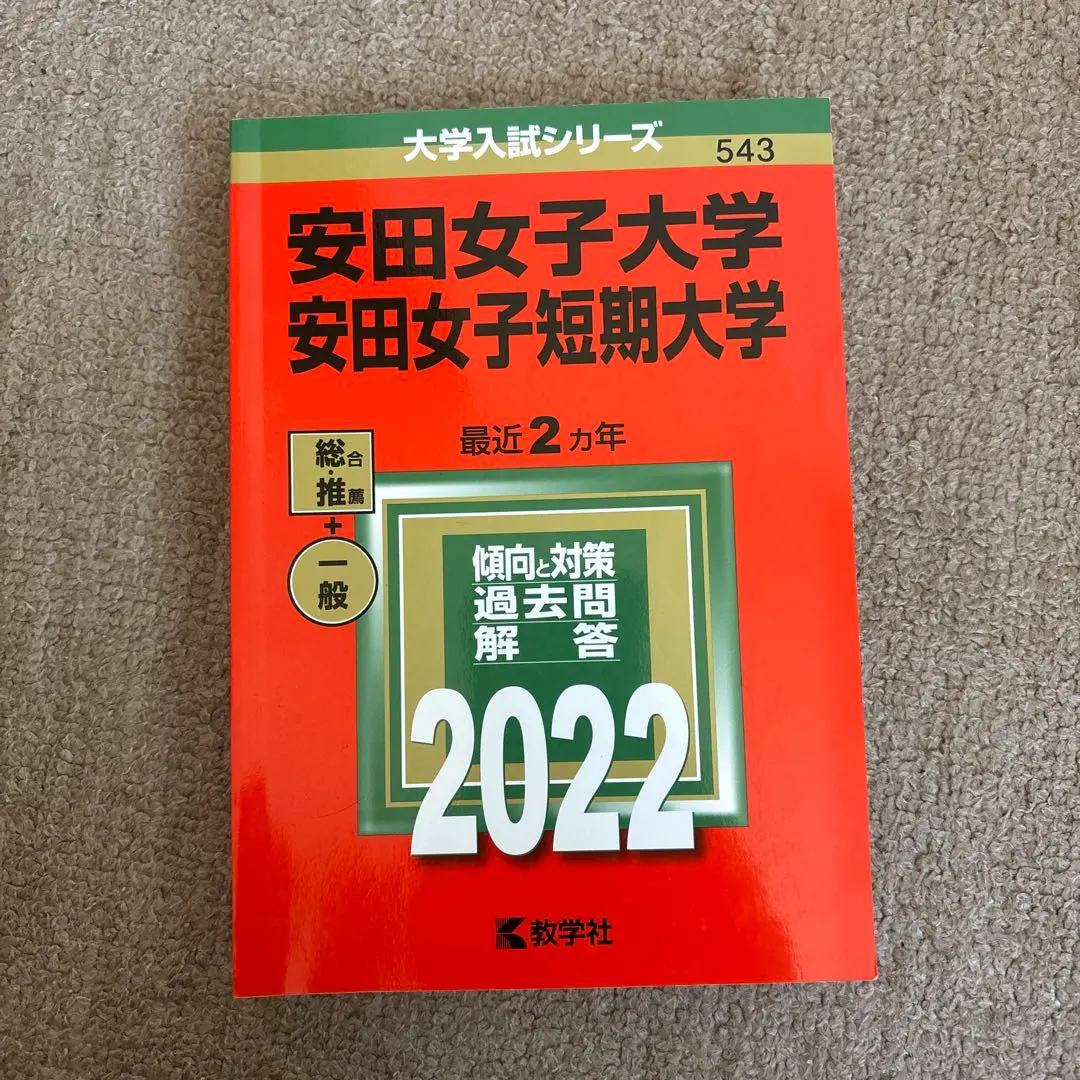 大学入試シリーズ
543
安田女子大学
安田女子短期大学
最近2カ年
総合
・
推薦
+
一般
傾向と対策
過去問
解答
2022
教学社